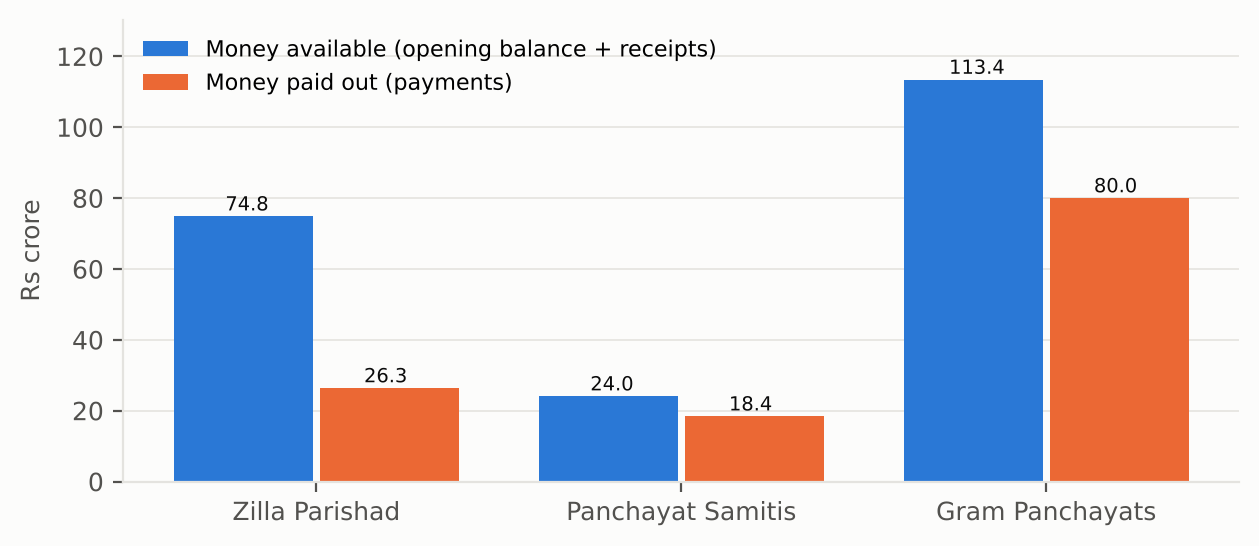 Money available (opening balance + receipts)
Money paid out (payments)
Rs crore
120
100
80
60
40
20
0
74.8
26.3
24.0
18.4
113.4
80.0
Zilla Parishad
Panchayat Samitis
Gram Panchayats